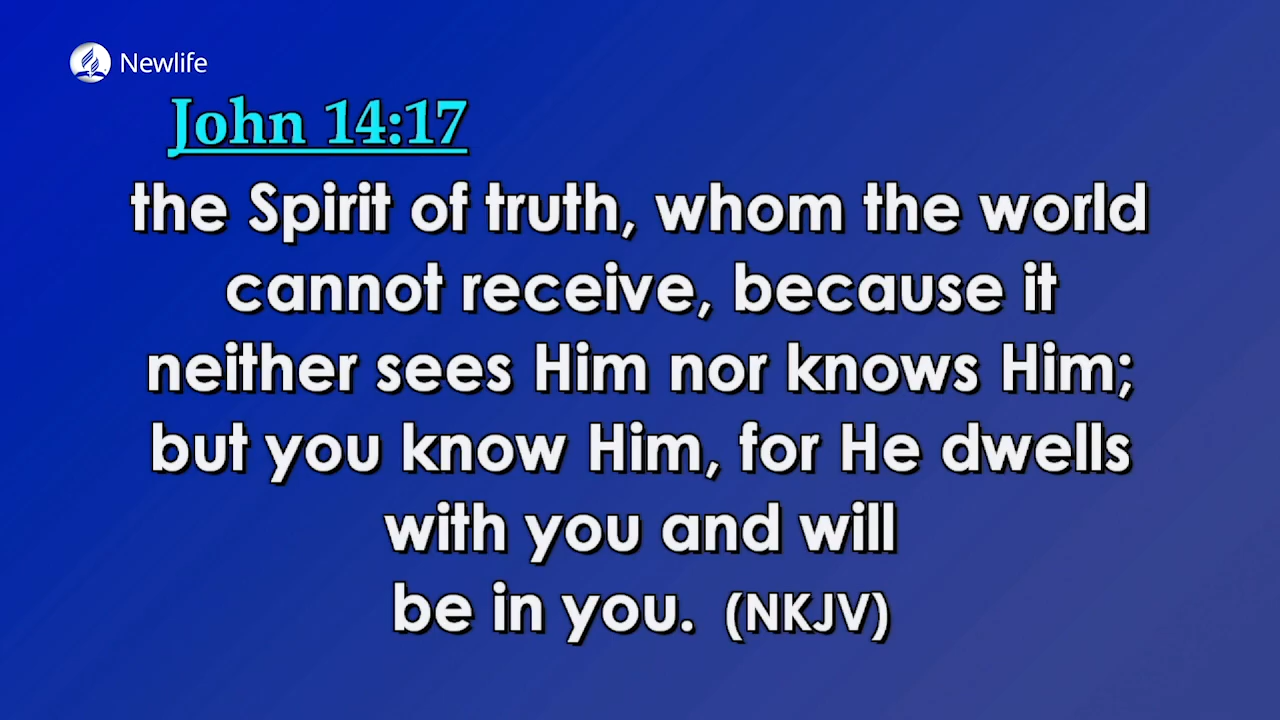 Newlife
John 14:17
the Spirit of truth, whom the world
cannot receive, because it
neither sees Him nor knows Him;
but you know Him, for He dwells
with you and will
be in you. (NKJV)